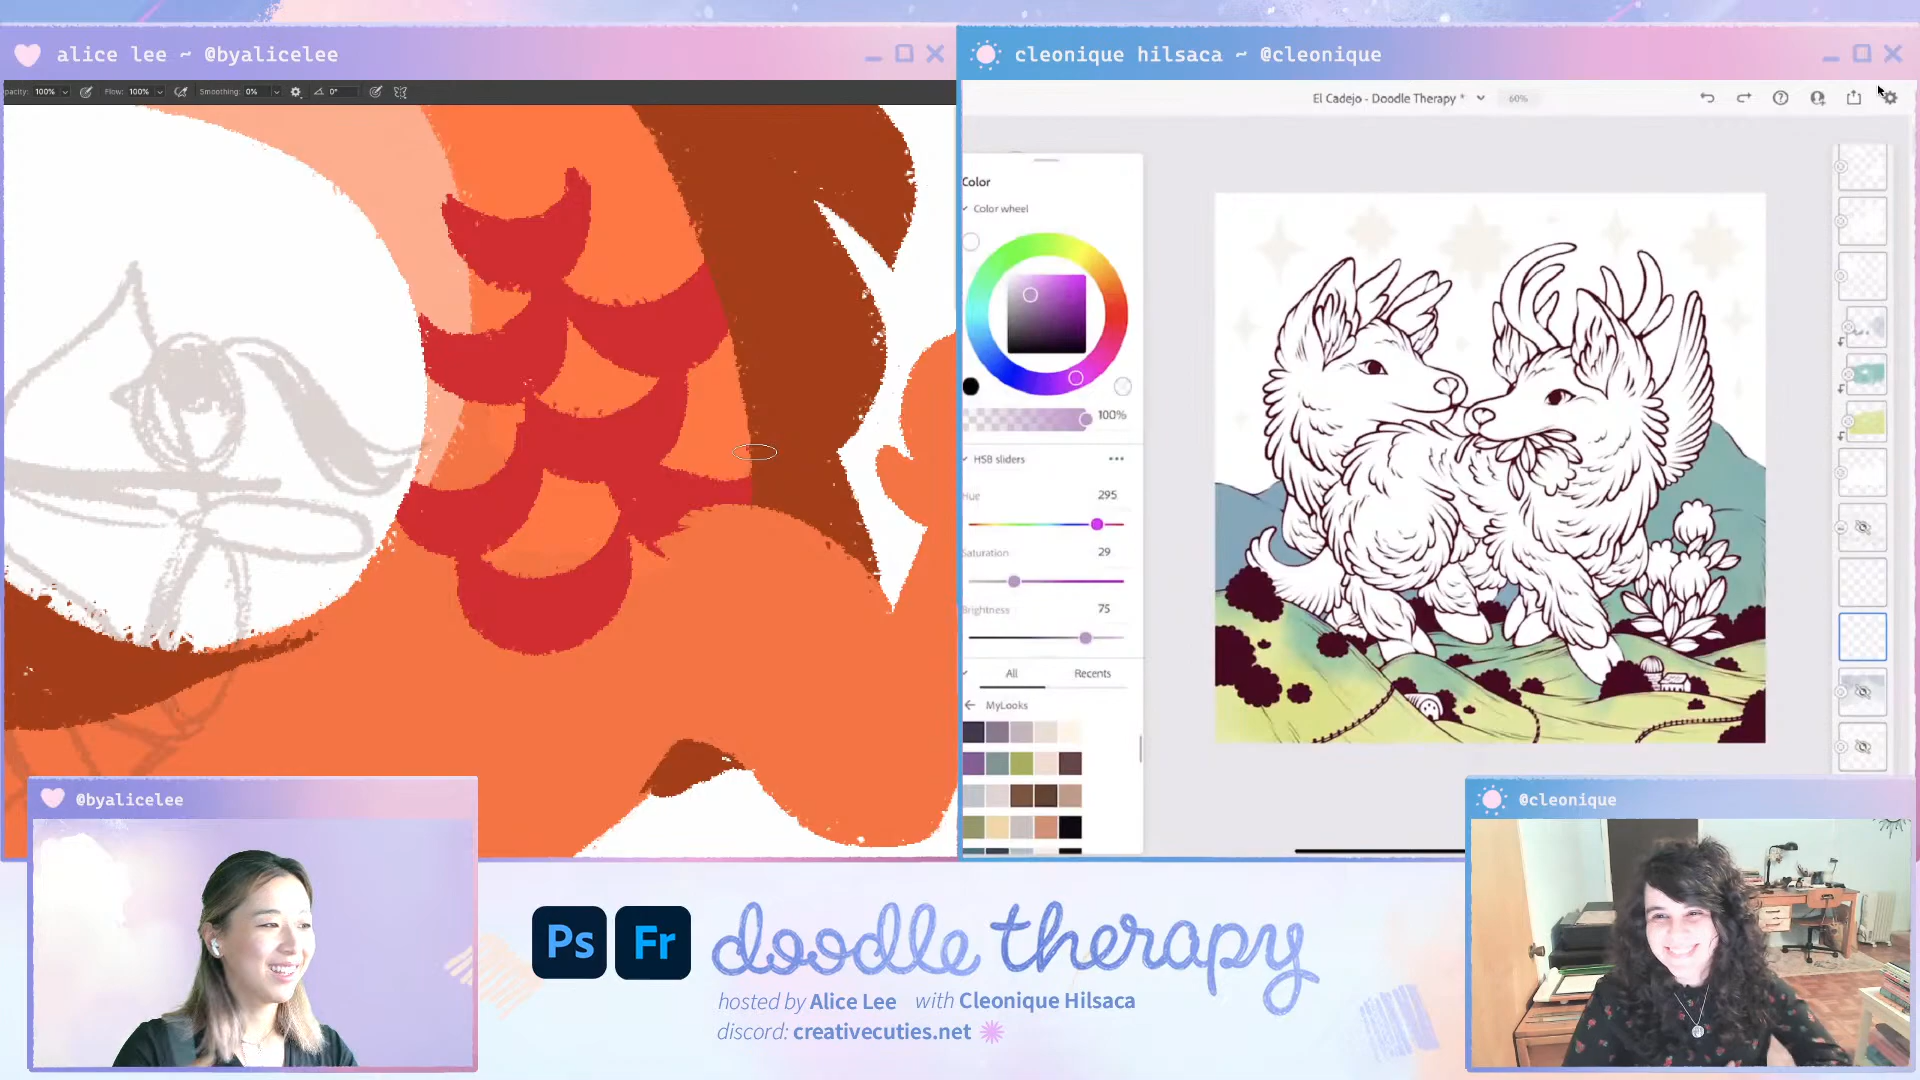 alice lee ~ @byalicelee
cleonique hilsaca ~ @cleonique
pacity: 100% Flow: 100% Smoothing: 0% 0°
El Cadejo - Doodle Therapy * 60%
Color
Color wheel
100%
HSB sliders
Hue 295
Saturation 29
Brightness 75
All Recents
MyLooks
@byalicelee
@cleonique
Ps Fr doodle therapy
hosted by Alice Lee with Cleonique Hilsaca
discord: creativecuties.net